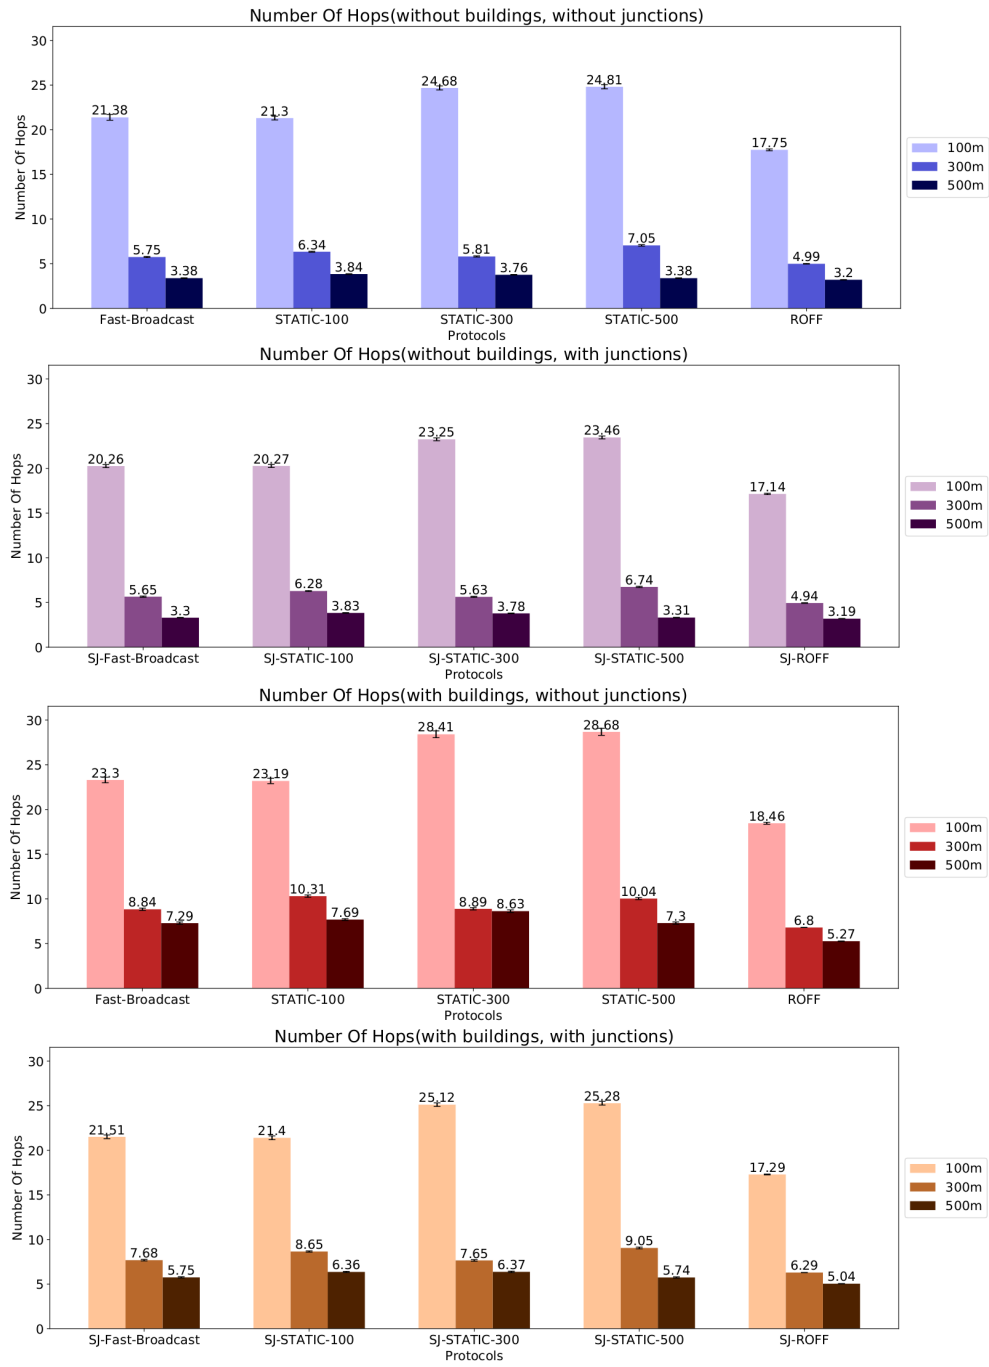 Number Of Hops(without buildings, without junctions)
Number Of Hops
30
25
20
15
10
5
0
21.38
5.75
3.38
21.3
6.34
3.84
24.68
5.81
3.76
24.81
7.05
3.38
17.75
4.99
3.2
100m
300m
500m
Fast-Broadcast
STATIC-100
STATIC-300
STATIC-500
ROFF
Protocols
Number Of Hops(without buildings, with junctions)
Number Of Hops
30
25
20
15
10
5
0
20.26
5.65
3.3
20.27
6.28
3.83
23.25
5.63
3.78
23.46
6.74
3.31
17.14
4.94
3.19
100m
300m
500m
SJ-Fast-Broadcast
SJ-STATIC-100
SJ-STATIC-300
SJ-STATIC-500
SJ-ROFF
Protocols
Number Of Hops(with buildings, without junctions)
Number Of Hops
30
25
20
15
10
5
0
23.3
8.84
7.29
23.19
10.31
7.69
28.41
8.89
8.63
28.68
10.04
7.3
18.46
6.8
5.27
100m
300m
500m
Fast-Broadcast
STATIC-100
STATIC-300
STATIC-500
ROFF
Protocols
Number Of Hops(with buildings, with junctions)
Number Of Hops
30
25
20
15
10
5
0
21.51
7.68
5.75
21.4
8.65
6.36
25.12
7.65
6.37
25.28
9.05
5.74
17.29
6.29
5.04
100m
300m
500m
SJ-Fast-Broadcast
SJ-STATIC-100
SJ-STATIC-300
SJ-STATIC-500
SJ-ROFF
Protocols